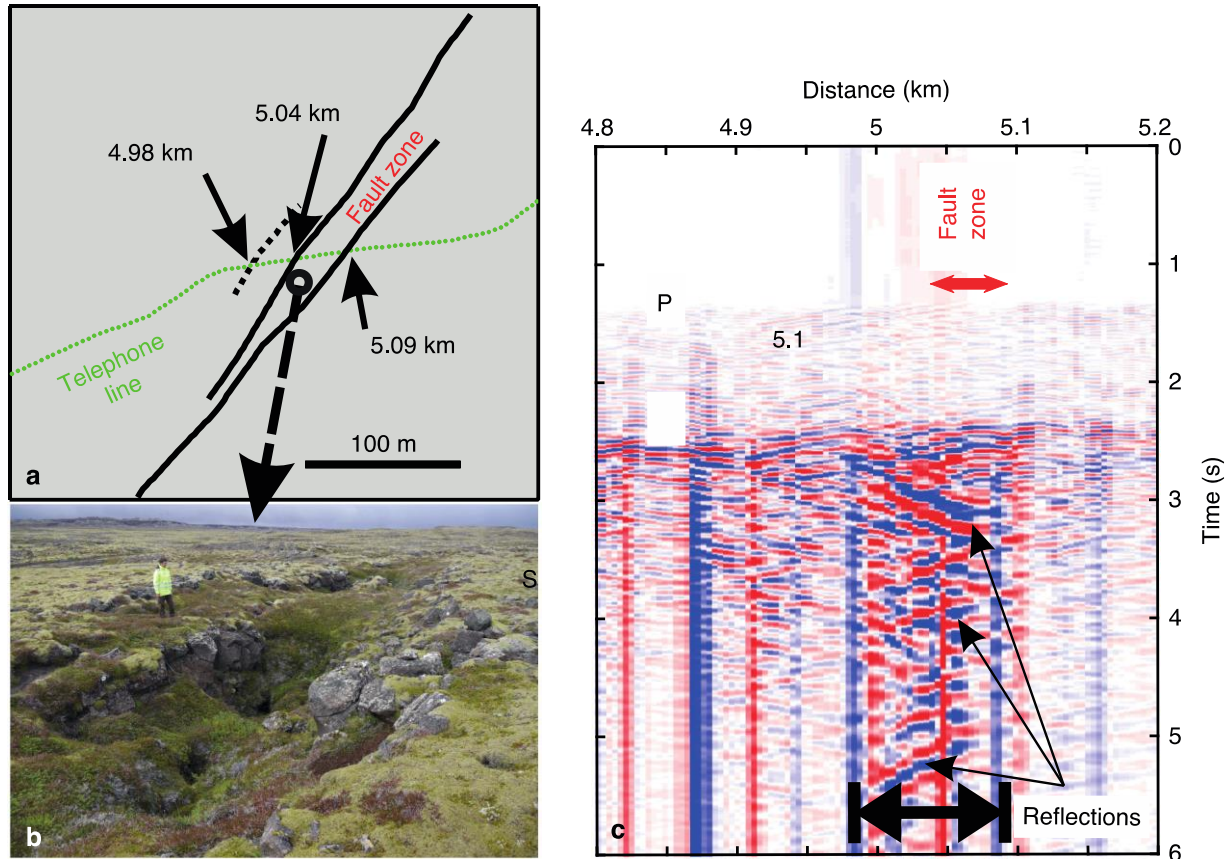 5.04 km
4.98 km
Fault zone
5.09 km
Telephone
line
100 m
a
S
b
Distance (km)
4.8 4.9 5 5.1 5.2
0
Fault
zone
1
P
5.1
2
3
Time (s)
4
5
Reflections
c
6